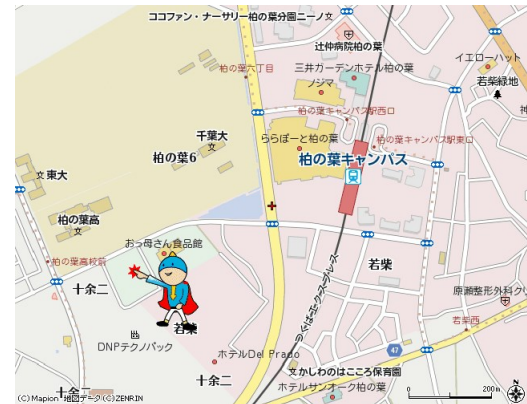 ココファン・ナーサリー柏の葉分園ニーノ
辻仲病院柏の葉
イエローハット
柏の葉六丁目
三井ガーデンホテル柏の葉
ノジマ
若柴緑地
柏の葉キャンパス駅西口
千葉大
ららぽーと柏の葉
柏の葉キャンパス駅東口
柏の葉6
柏の葉キャンパス
東大
柏の葉高
おっ母さん食品館
柏の葉高校前
若柴
十余二
つくばエクスプレス
原瀬整形外科クリ
若柴
若柴西
DNPテクノパック
47
ホテルDel Prado
かしわのはこころ保育園
十余二
ホテルサンオーク柏の葉
十余二
0
200m
N
(C)Mapion 地図データ(C)ZENRIN